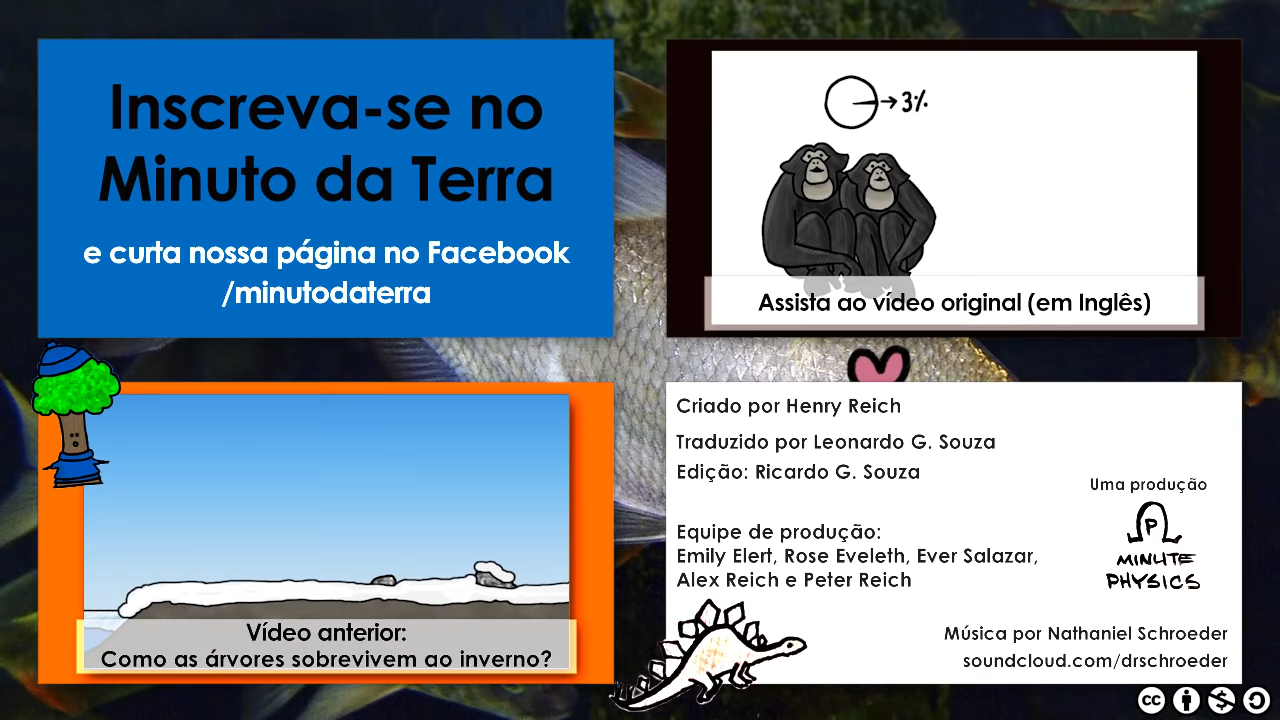 Inscreva-se no
Minuto da Terra
e curta nossa página no Facebook
/minutodaterra
→3%
Assista ao vídeo original (em Inglês)
Vídeo anterior:
Como as árvores sobrevivem ao inverno?
Criado por Henry Reich
Traduzido por Leonardo G. Souza
Edição: Ricardo G. Souza
Equipe de produção:
Emily Elert, Rose Eveleth, Ever Salazar,
Alex Reich e Peter Reich
Uma produção
P
MINUTE
PHYSICS
Música por Nathaniel Schroeder
soundcloud.com/drschroeder
cc